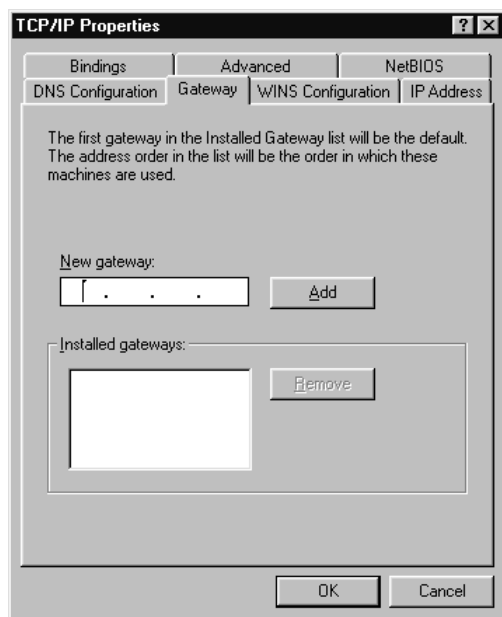 TCP/IP Properties
Bindings
Advanced
NetBIOS
DNS Configuration
Gateway
WINS Configuration
IP Address
The first gateway in the Installed Gateway list will be the default.
The address order in the list will be the order in which these
machines are used.
New gateway:
. . .
Add
Installed gateways:
Remove
OK
Cancel